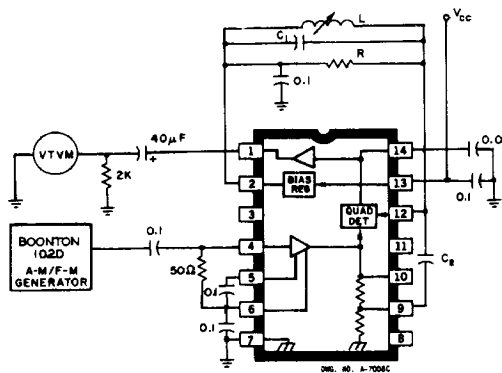 L
C1
VCC
R
0.1
40μF
+
VTVM
2K
1
14
0.0
BIAS
REG
2
13
0.1
3
QUAD
DET
12
BOONTON
102D
A-M/F-M
GENERATOR
0.1
4
11
50Ω
5
10
C2
0.1
6
9
0.1
7
8
DWG. NO. A-7008C